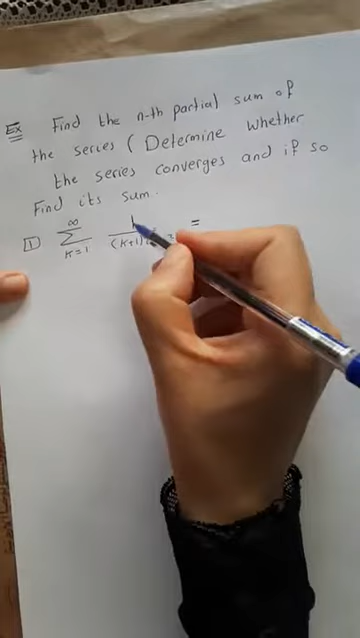 Ex Find the n-th partial sum of
the series ( Determine whether
the series converges and if so
Find its sum.
1 ∞ ∑ k=1 1/(k+1) =